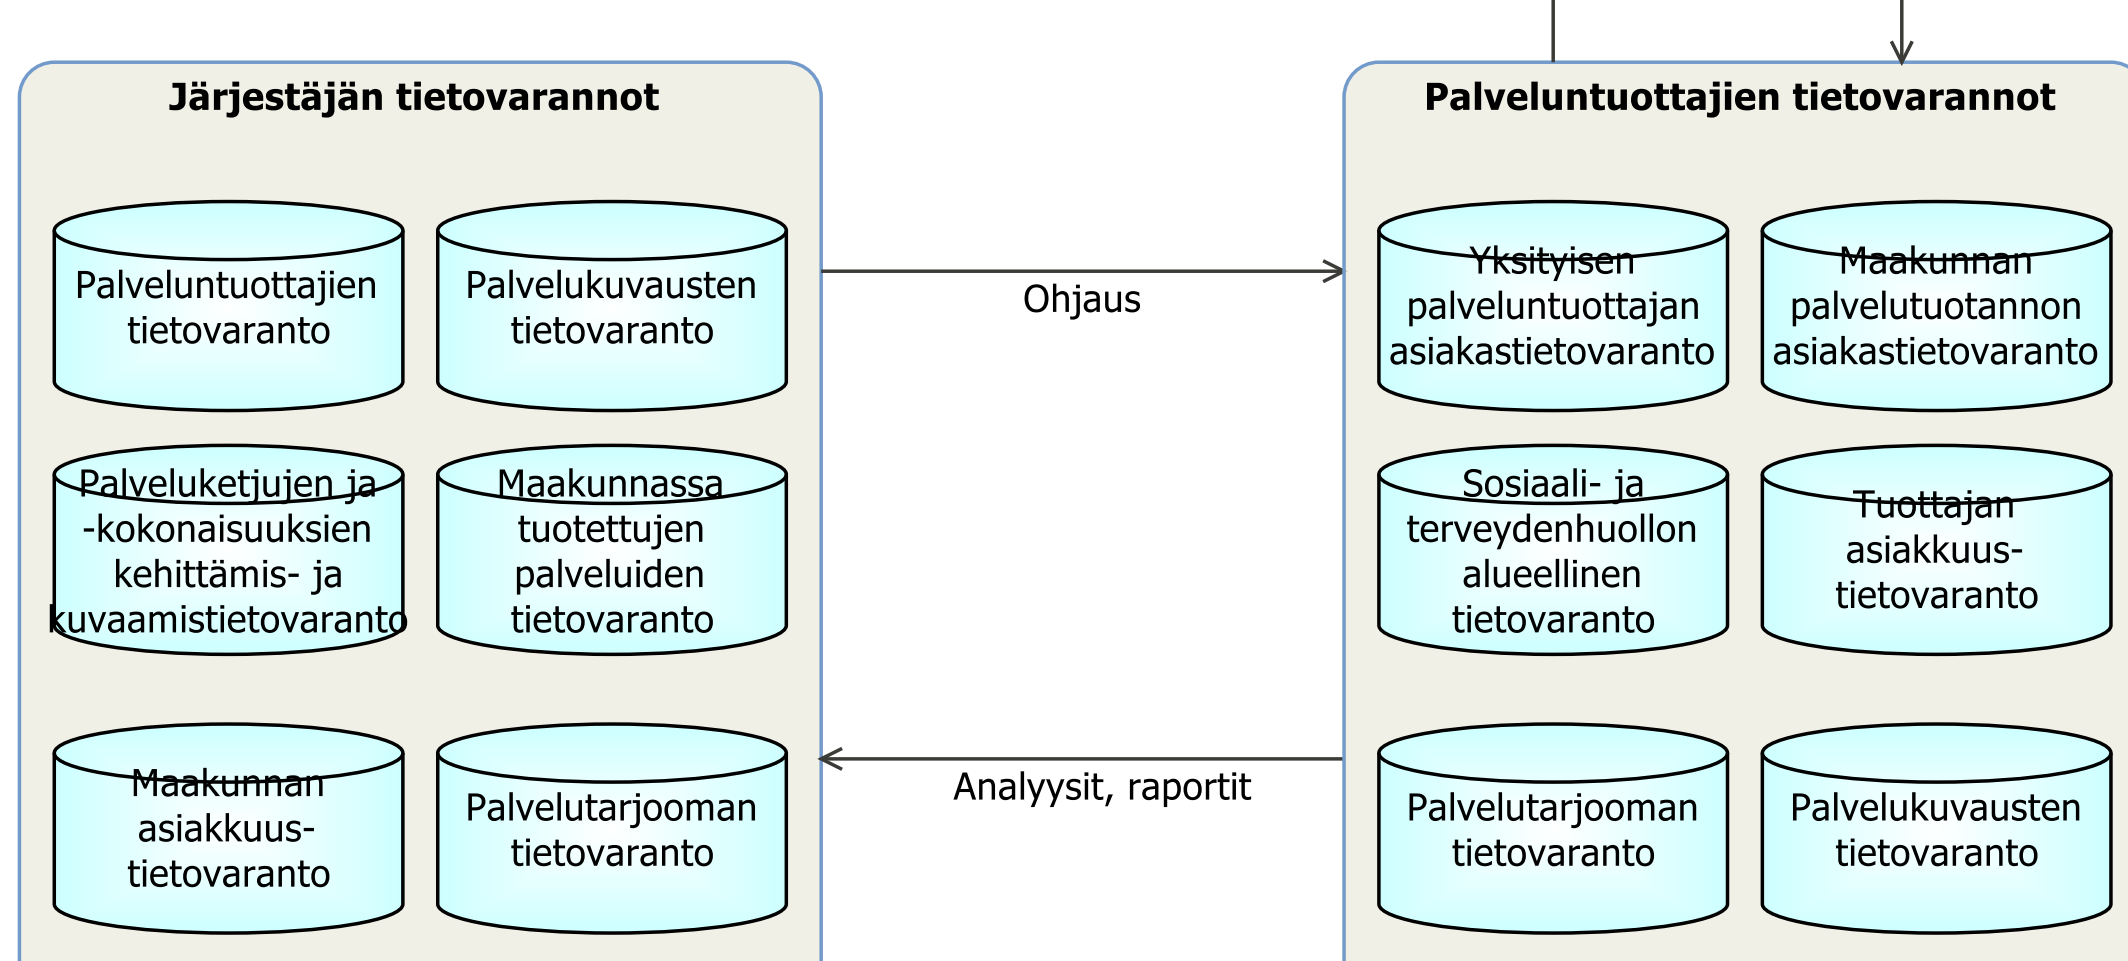 Järjestäjän tietovarannot
Palveluntuottajien
tietovaranto
Palvelukuvausten
tietovaranto
Palveluketjujen ja
-kokonaisuuksien
kehittämis- ja
kuvaamistietovaranto
Maakunnassa
tuotettujen
palveluiden
tietovaranto
Maakunnan
asiakkuus-
tietovaranto
Palvelutarjooman
tietovaranto
Ohjaus
Analyysit, raportit
Palveluntuottajien tietovarannot
Yksityisen
palveluntuottajan
asiakastietovaranto
Maakunnan
palvelutuotannon
asiakastietovaranto
Sosiaali- ja
terveydenhuollon
alueellinen
tietovaranto
Tuottajan
asiakkuus-
tietovaranto
Palvelutarjooman
tietovaranto
Palvelukuvausten
tietovaranto